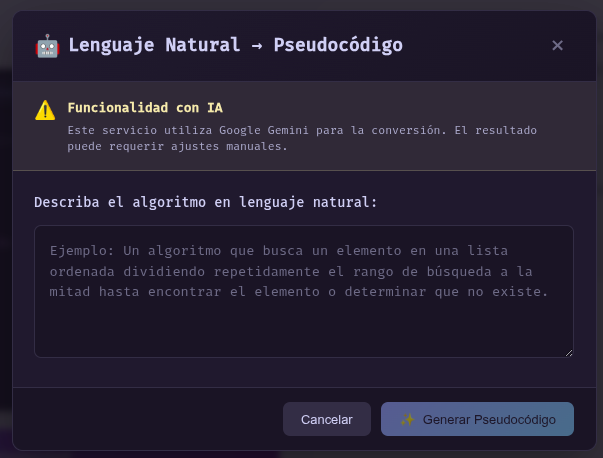 Lenguaje Natural → Pseudocódigo
Funcionalidad con IA
Este servicio utiliza Google Gemini para la conversión. El resultado
puede requerir ajustes manuales.
Describa el algoritmo en lenguaje natural:
Ejemplo: Un algoritmo que busca un elemento en una lista
ordenada dividiendo repetidamente el rango de búsqueda a la
mitad hasta encontrar el elemento o determinar que no existe.
Cancelar
Generar Pseudocódigo